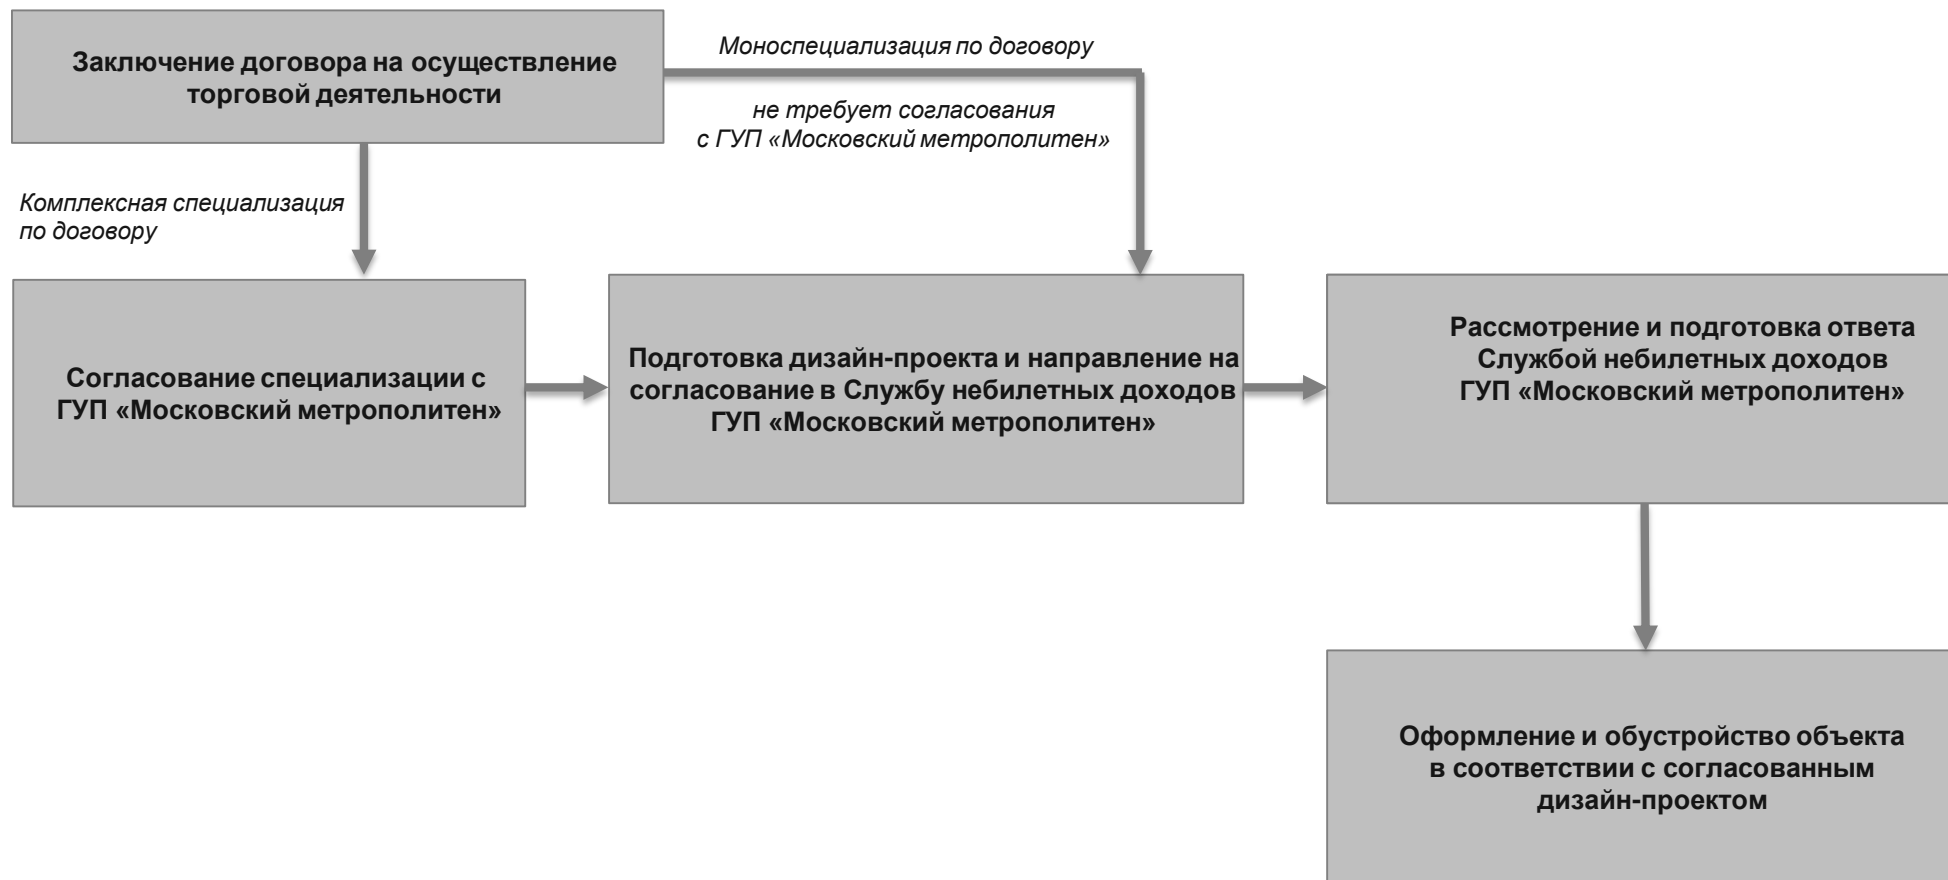 Заключение договора на осуществление
торговой деятельности
Моноспециализация по договору
не требует согласования
с ГУП «Московский метрополитен»
Комплексная специализация
по договору
Согласование специализации с
ГУП «Московский метрополитен»
Подготовка дизайн-проекта и направление на
согласование в Службу небилетных доходов
ГУП «Московский метрополитен»
Рассмотрение и подготовка ответа
Службой небилетных доходов
ГУП «Московский метрополитен»
Оформление и обустройство объекта
в соответствии с согласованным
дизайн-проектом